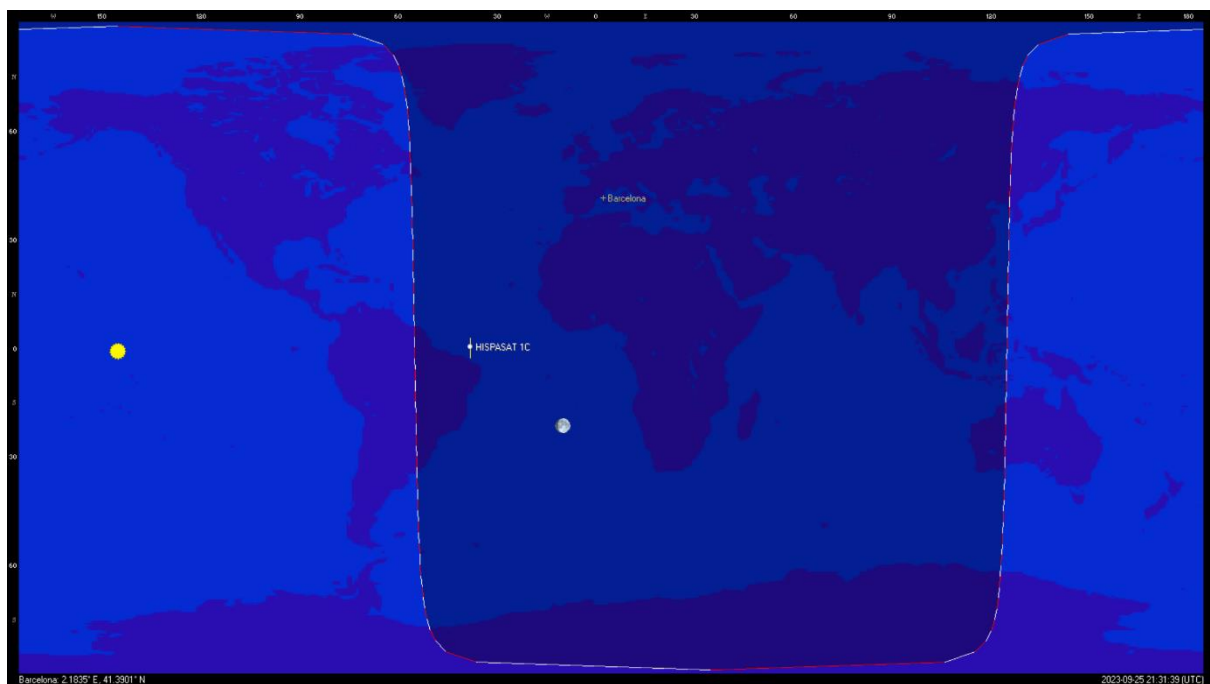 W 150 120 90 60 30 W 0 E 30 60 90 120 150 E 180
N
60
Barcelona
30
N
0
HISPASAT 1C
S
30
60
S
Barcelona: 2.1835° E, 41.3901° N 2023-09-25 21:31:39 (UTC)